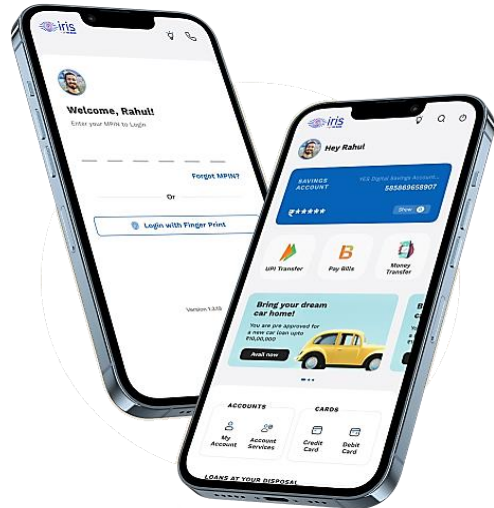 iris
Welcome, Rahul!
Enter your MPIN to Login
Forgot MPIN?
Or
Login with Finger Print
iris
Hey Rahul
SAVINGS
ACCOUNT
YES Digital Savings Account...
585869658907
₹*****
Show
UPI Transfer
Pay Bills
Money
Transfer
Bring your dream
car home!
You are pre approved for
a new car loan upto
₹10,00,000
Avail now
ACCOUNTS
My
Account
Account
Services
CARDS
Credit
Card
Debit
Card
LOANS AT YOUR DISPOSAL